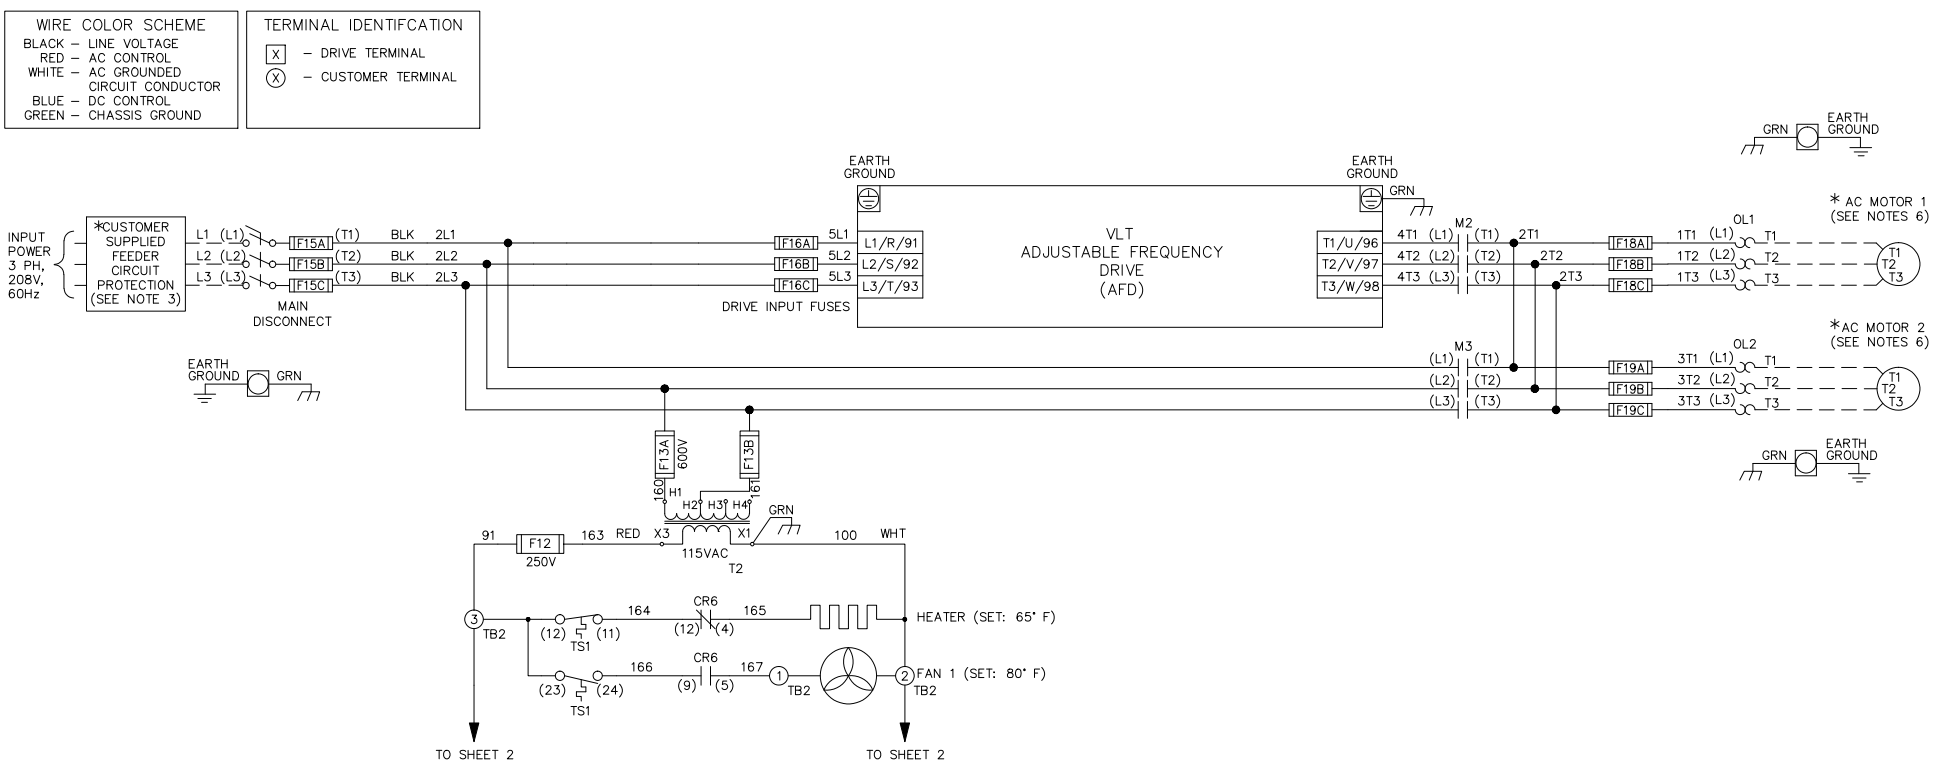 WIRE COLOR SCHEME
BLACK – LINE VOLTAGE
RED – AC CONTROL
WHITE – AC GROUNDED
CIRCUIT CONDUCTOR
BLUE – DC CONTROL
GREEN – CHASSIS GROUND
TERMINAL IDENTIFCATION
X – DRIVE TERMINAL
X – CUSTOMER TERMINAL
GRN
EARTH
GROUND
EARTH
GROUND
EARTH
GROUND
GRN
INPUT
POWER
3 PH,
208V,
60Hz
*CUSTOMER
SUPPLIED
FEEDER
CIRCUIT
PROTECTION
(SEE NOTE 3)
L1 (L1) F15A (T1) BLK 2L1 F16A 5L1 L1/R/91
L2 (L2) F15B (T2) BLK 2L2 F16B 5L2 L2/S/92
L3 (L3) F15C (T3) BLK 2L3 F16C 5L3 L3/T/93
MAIN
DISCONNECT
DRIVE INPUT FUSES
VLT
ADJUSTABLE FREQUENCY
DRIVE
(AFD)
M2
OL1
T1/U/96 4T1 (L1) (T1) 2T1 F18A 1T1 (L1) T1
T2/V/97 4T2 (L2) (T2) 2T2 F18B 1T2 (L2) T2
T3/W/98 4T3 (L3) (T3) 2T3 F18C 1T3 (L3) T3
* AC MOTOR 1
(SEE NOTES 6)
T1
T2
T3
EARTH
GROUND
GRN
M3
OL2
(L1) (T1) F19A 3T1 (L1) T1
(L2) (T2) F19B 3T2 (L2) T2
(L3) (T3) F19C 3T3 (L3) T3
*AC MOTOR 2
(SEE NOTES 6)
T1
T2
T3
GRN
EARTH
GROUND
F13A
600V
F13B
160
H1
H2
H3
H4
161
GRN
91 F12 163 RED X3 X1 100 WHT
250V
115VAC
T2
3
TB2
(12) (11)
TS1
164
CR6
(12) (4)
165
HEATER (SET: 65° F)
(23) (24)
TS1
166
CR6
(9) (5)
167
1
TB2
2
TB2
FAN 1 (SET: 80° F)
TO SHEET 2
TO SHEET 2